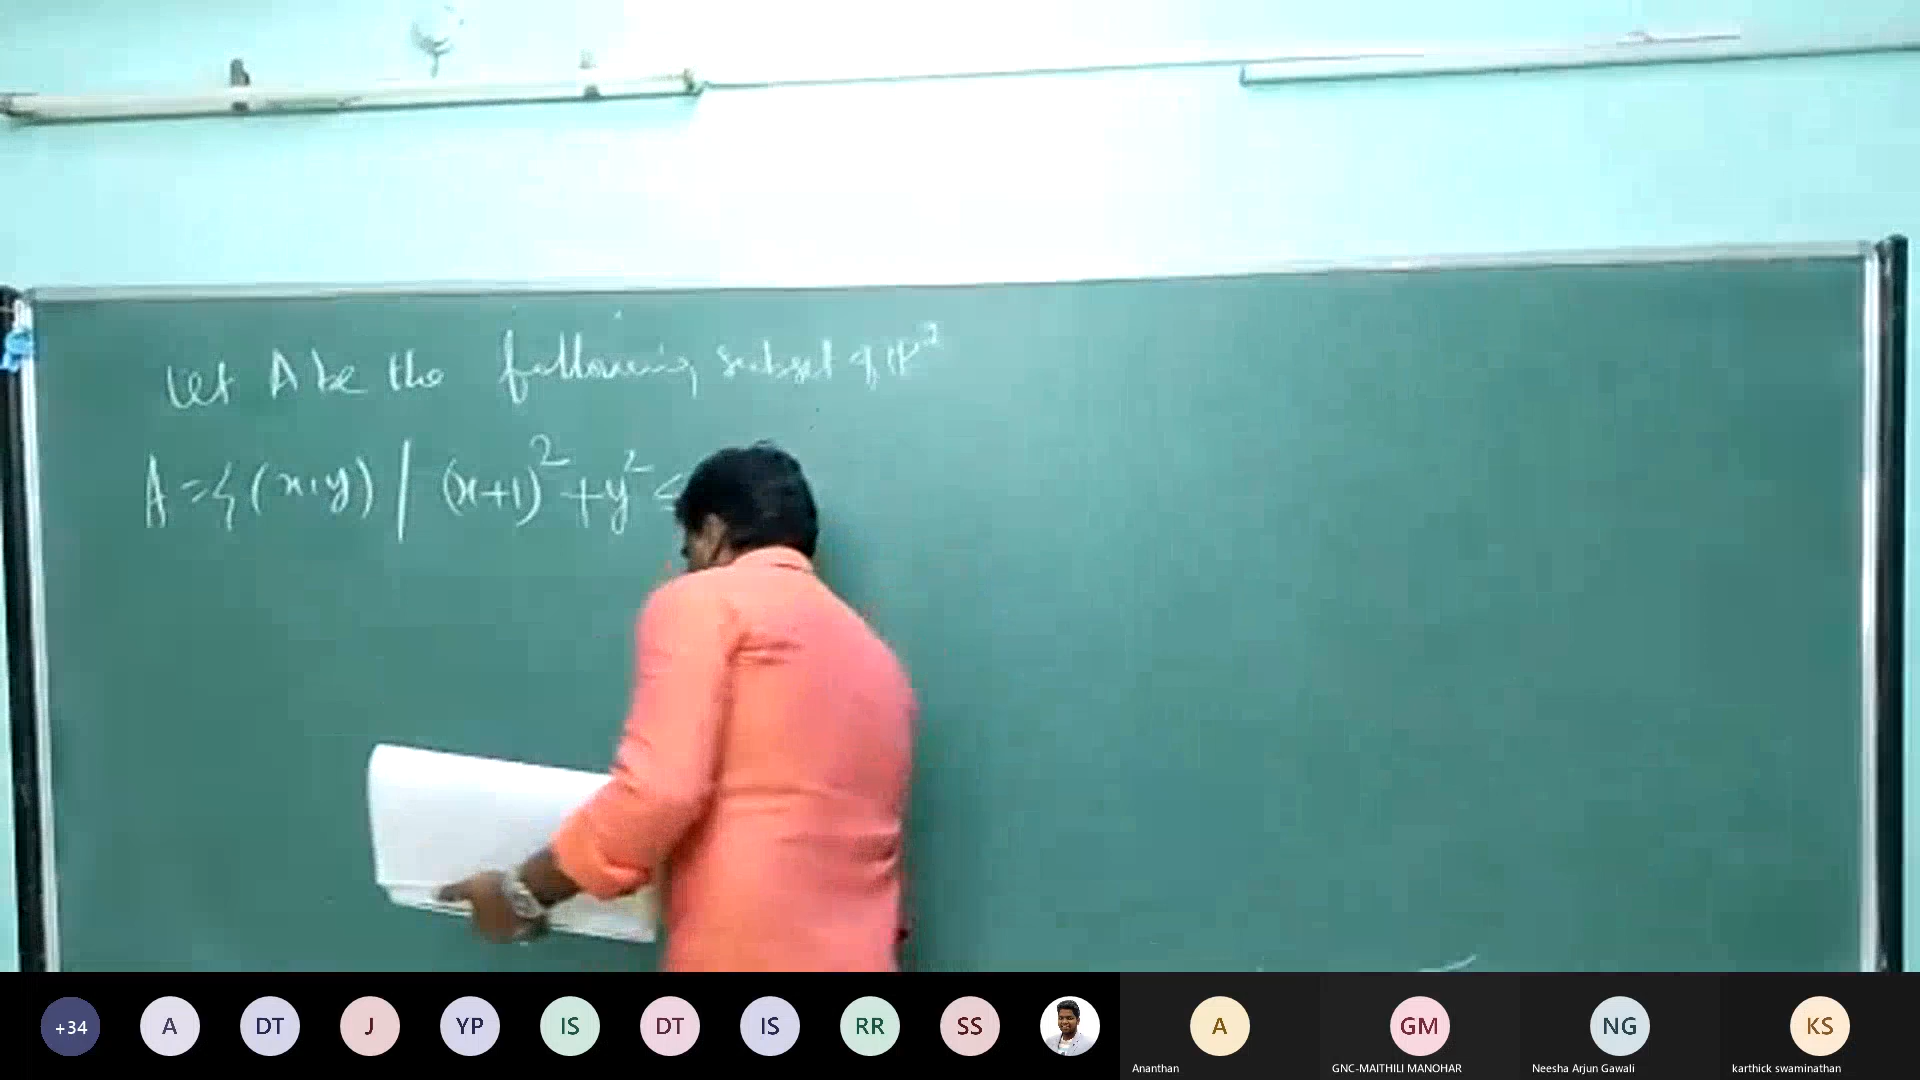 Let A be the following subset of ℝ²
A = { (x,y) | (x+1)² + y² ≤
+34 A DT J YP IS DT IS RR SS A GM NG KS
Ananthan GNC-MAITHILI MANOHAR Neesha Arjun Gawali karthick swaminathan